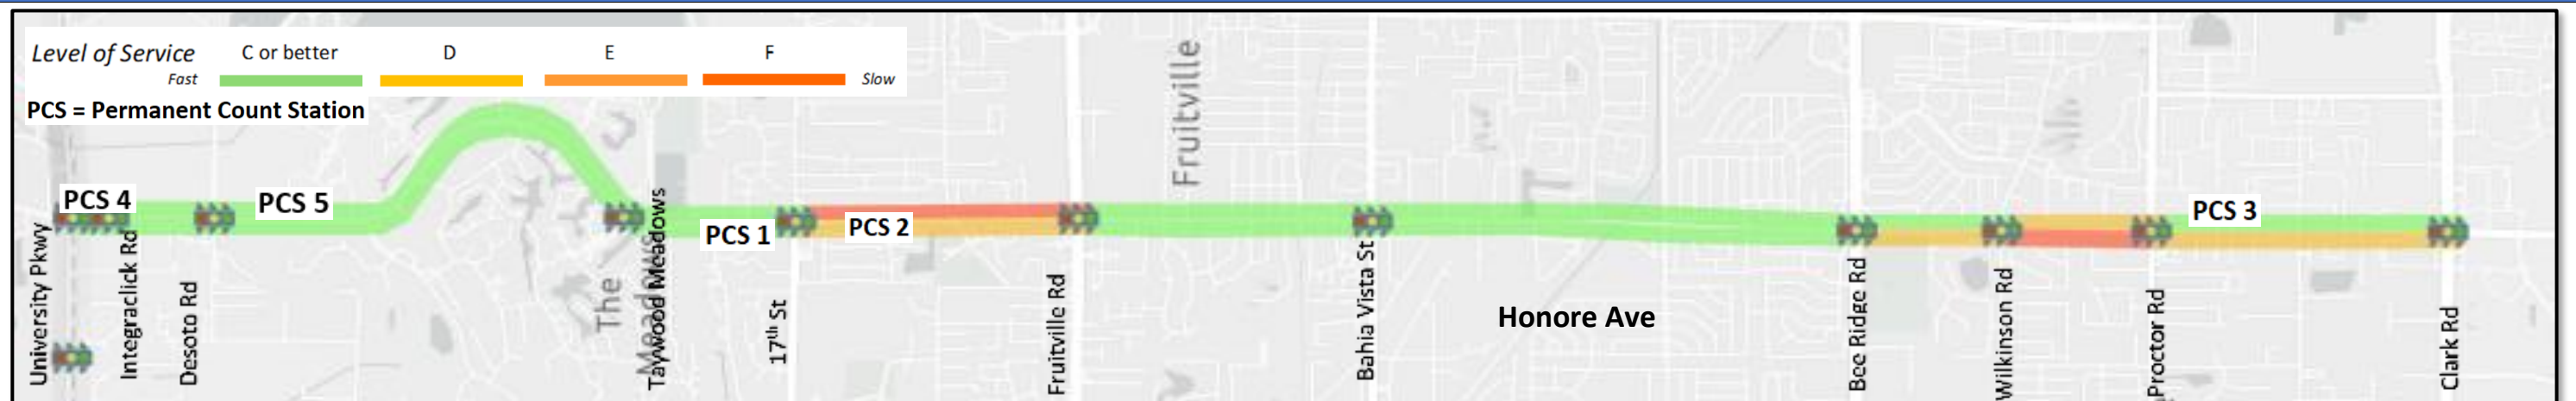 Level of Service
C or better
D
E
F
Fast
Slow
PCS = Permanent Count Station
Fruitville
PCS 4
PCS 5
PCS 1
PCS 2
PCS 3
University Pkwy
Integraclick Rd
Desoto Rd
The
Meadows
Taywood Meadows
17th St
Fruitville Rd
Bahia Vista St
Honore Ave
Bee Ridge Rd
Wilkinson Rd
Proctor Rd
Clark Rd